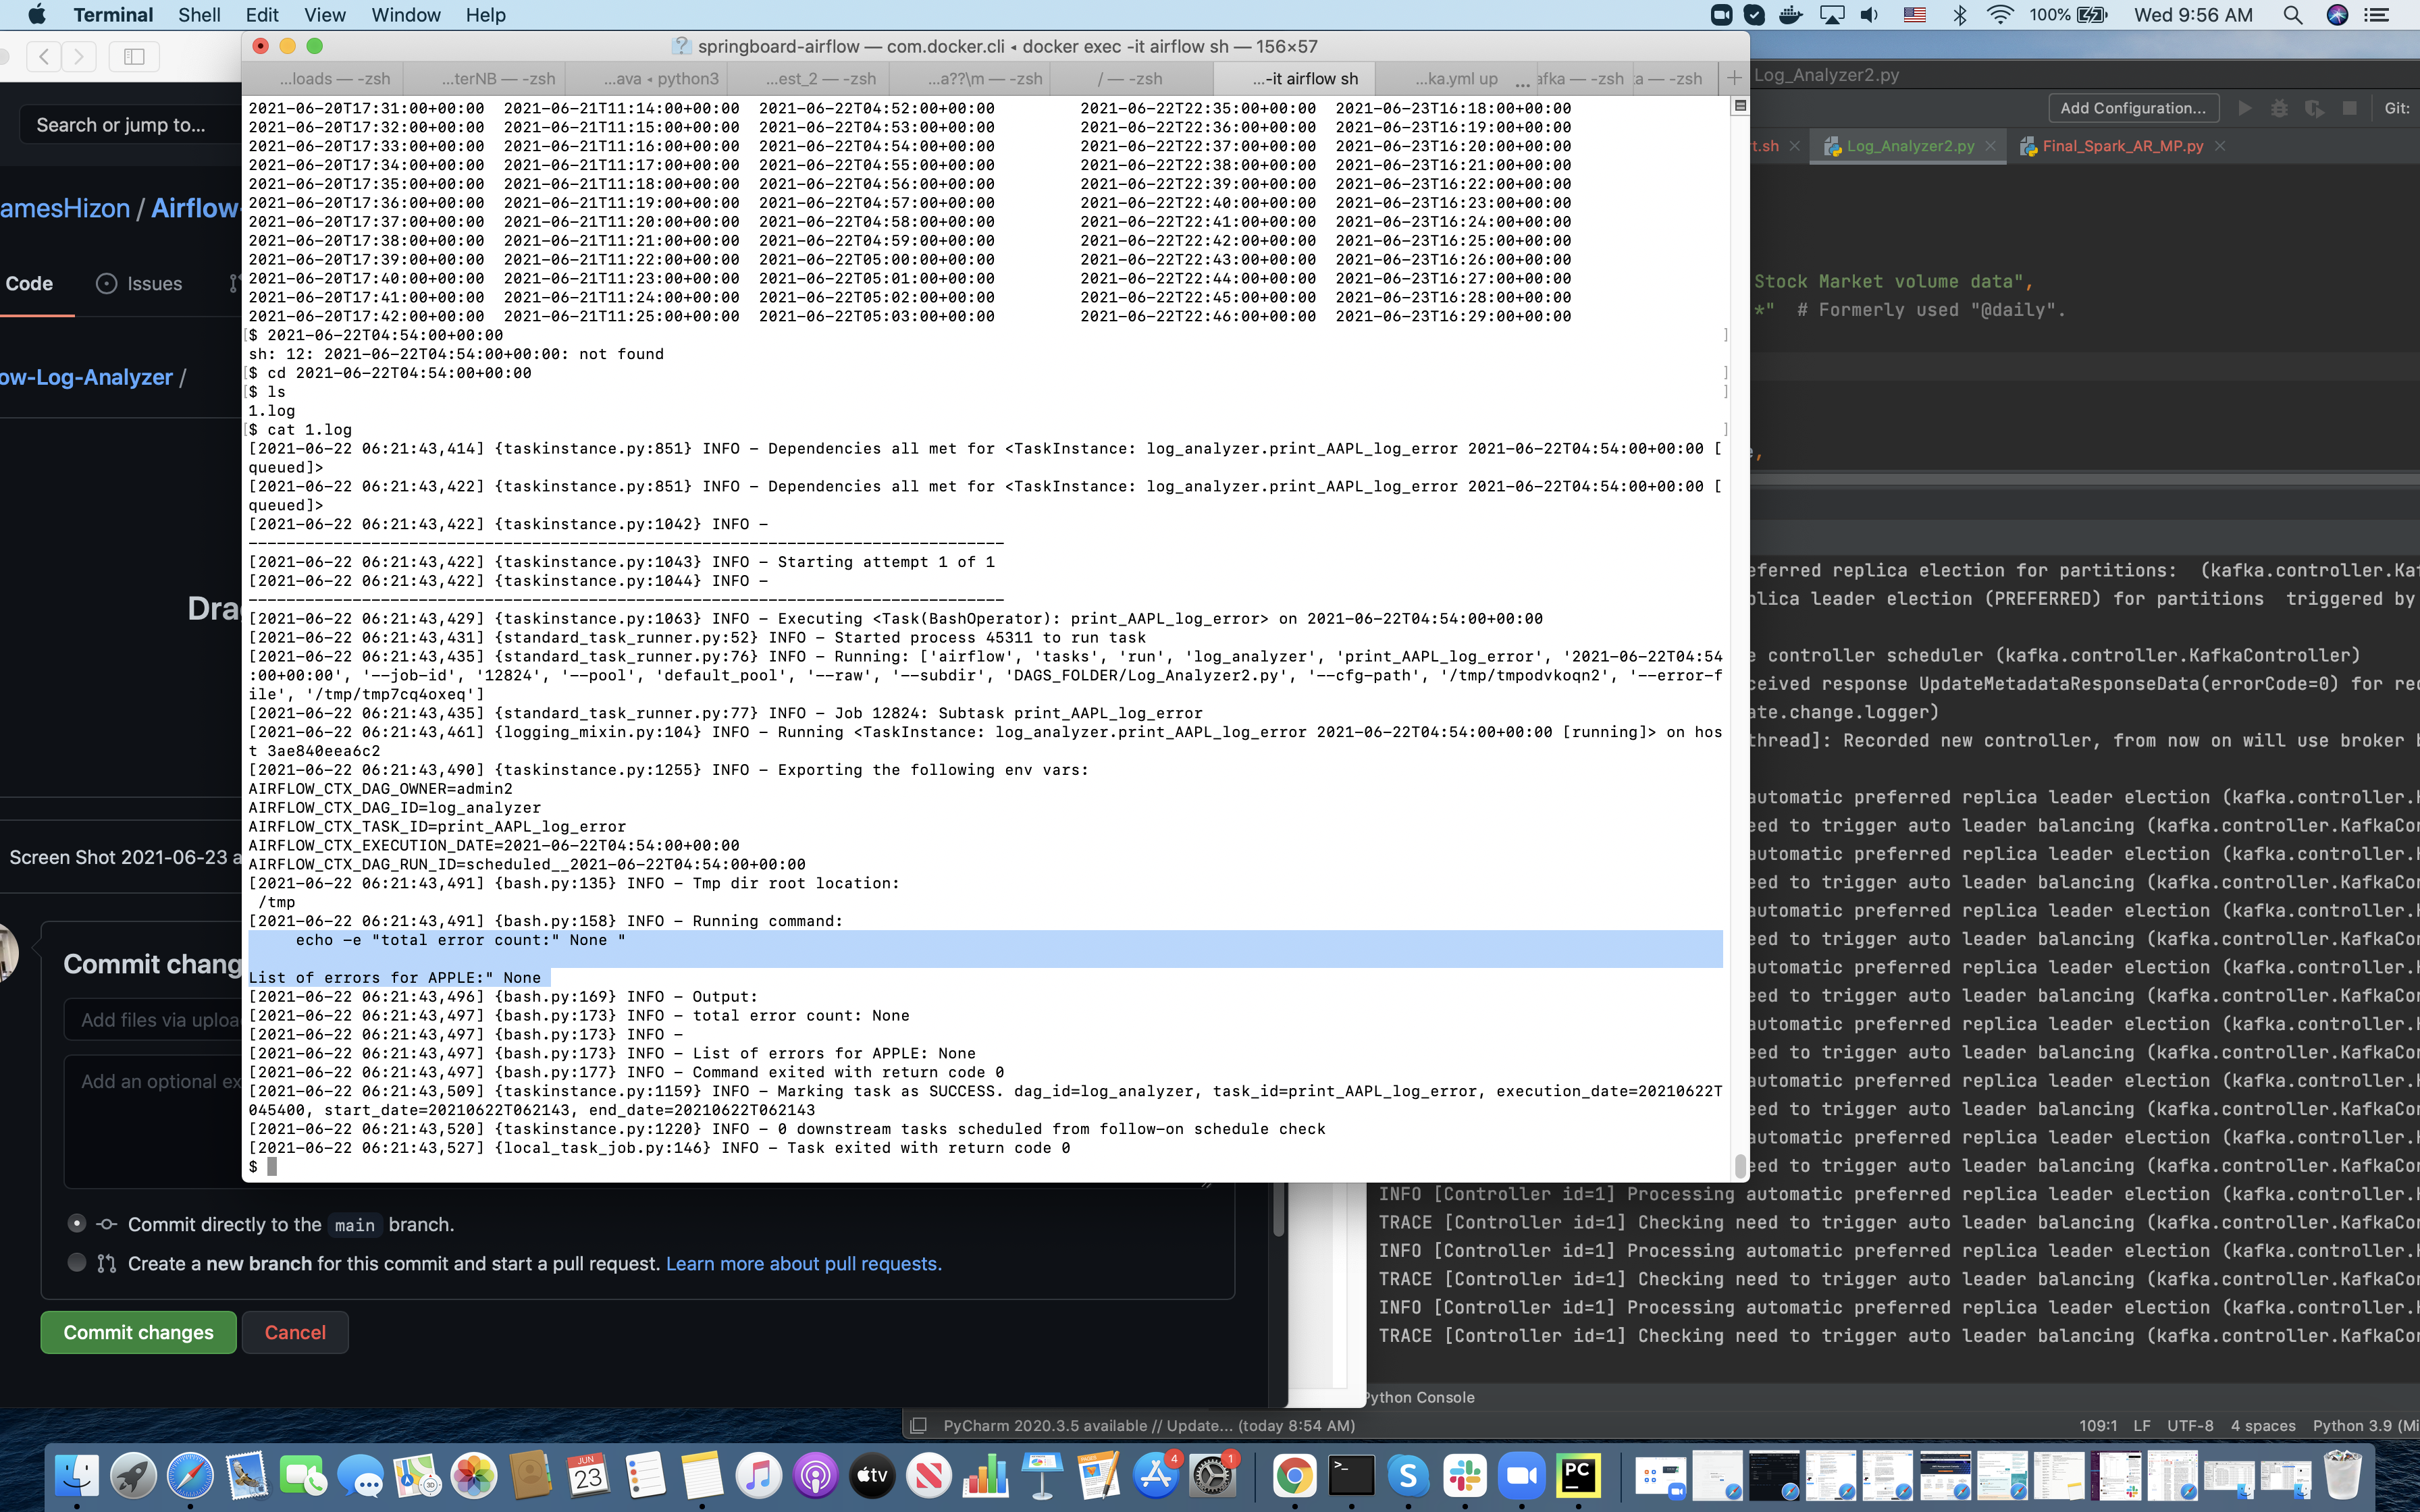 Terminal Shell Edit View Window Help
100% Wed 9:56 AM
springboard-airflow — com.docker.cli ◂ docker exec -it airflow sh — 156×57
...loads — -zsh ...terNB — -zsh ...ava ◂ python3 ...est_2 — -zsh ...a??\m — -zsh / — -zsh ...-it airflow sh ...ka.yml up ... afka — -zsh a — -zsh +
2021-06-20T17:31:00+00:00 2021-06-21T11:14:00+00:00 2021-06-22T04:52:00+00:00 2021-06-22T22:35:00+00:00 2021-06-23T16:18:00+00:00
2021-06-20T17:32:00+00:00 2021-06-21T11:15:00+00:00 2021-06-22T04:53:00+00:00 2021-06-22T22:36:00+00:00 2021-06-23T16:19:00+00:00
2021-06-20T17:33:00+00:00 2021-06-21T11:16:00+00:00 2021-06-22T04:54:00+00:00 2021-06-22T22:37:00+00:00 2021-06-23T16:20:00+00:00
2021-06-20T17:34:00+00:00 2021-06-21T11:17:00+00:00 2021-06-22T04:55:00+00:00 2021-06-22T22:38:00+00:00 2021-06-23T16:21:00+00:00
2021-06-20T17:35:00+00:00 2021-06-21T11:18:00+00:00 2021-06-22T04:56:00+00:00 2021-06-22T22:39:00+00:00 2021-06-23T16:22:00+00:00
2021-06-20T17:36:00+00:00 2021-06-21T11:19:00+00:00 2021-06-22T04:57:00+00:00 2021-06-22T22:40:00+00:00 2021-06-23T16:23:00+00:00
2021-06-20T17:37:00+00:00 2021-06-21T11:20:00+00:00 2021-06-22T04:58:00+00:00 2021-06-22T22:41:00+00:00 2021-06-23T16:24:00+00:00
2021-06-20T17:38:00+00:00 2021-06-21T11:21:00+00:00 2021-06-22T04:59:00+00:00 2021-06-22T22:42:00+00:00 2021-06-23T16:25:00+00:00
2021-06-20T17:39:00+00:00 2021-06-21T11:22:00+00:00 2021-06-22T05:00:00+00:00 2021-06-22T22:43:00+00:00 2021-06-23T16:26:00+00:00
2021-06-20T17:40:00+00:00 2021-06-21T11:23:00+00:00 2021-06-22T05:01:00+00:00 2021-06-22T22:44:00+00:00 2021-06-23T16:27:00+00:00
2021-06-20T17:41:00+00:00 2021-06-21T11:24:00+00:00 2021-06-22T05:02:00+00:00 2021-06-22T22:45:00+00:00 2021-06-23T16:28:00+00:00
2021-06-20T17:42:00+00:00 2021-06-21T11:25:00+00:00 2021-06-22T05:03:00+00:00 2021-06-22T22:46:00+00:00 2021-06-23T16:29:00+00:00
[$ 2021-06-22T04:54:00+00:00 ]
sh: 12: 2021-06-22T04:54:00+00:00: not found
[$ cd 2021-06-22T04:54:00+00:00 ]
[$ ls ]
1.log
[$ cat 1.log ]
[2021-06-22 06:21:43,414] {taskinstance.py:851} INFO - Dependencies all met for <TaskInstance: log_analyzer.print_AAPL_log_error 2021-06-22T04:54:00+00:00 [
queued]>
[2021-06-22 06:21:43,422] {taskinstance.py:851} INFO - Dependencies all met for <TaskInstance: log_analyzer.print_AAPL_log_error 2021-06-22T04:54:00+00:00 [
queued]>
[2021-06-22 06:21:43,422] {taskinstance.py:1042} INFO -
--------------------------------------------------------------------------------
[2021-06-22 06:21:43,422] {taskinstance.py:1043} INFO - Starting attempt 1 of 1
[2021-06-22 06:21:43,422] {taskinstance.py:1044} INFO -
--------------------------------------------------------------------------------
[2021-06-22 06:21:43,429] {taskinstance.py:1063} INFO - Executing <Task(BashOperator): print_AAPL_log_error> on 2021-06-22T04:54:00+00:00
[2021-06-22 06:21:43,431] {standard_task_runner.py:52} INFO - Started process 45311 to run task
[2021-06-22 06:21:43,435] {standard_task_runner.py:76} INFO - Running: ['airflow', 'tasks', 'run', 'log_analyzer', 'print_AAPL_log_error', '2021-06-22T04:54
:00+00:00', '--job-id', '12824', '--pool', 'default_pool', '--raw', '--subdir', 'DAGS_FOLDER/Log_Analyzer2.py', '--cfg-path', '/tmp/tmpodvkoqn2', '--error-f
ile', '/tmp/tmp7cq4oxeq']
[2021-06-22 06:21:43,435] {standard_task_runner.py:77} INFO - Job 12824: Subtask print_AAPL_log_error
[2021-06-22 06:21:43,461] {logging_mixin.py:104} INFO - Running <TaskInstance: log_analyzer.print_AAPL_log_error 2021-06-22T04:54:00+00:00 [running]> on hos
t 3ae840eea6c2
[2021-06-22 06:21:43,490] {taskinstance.py:1255} INFO - Exporting the following env vars:
AIRFLOW_CTX_DAG_OWNER=admin2
AIRFLOW_CTX_DAG_ID=log_analyzer
AIRFLOW_CTX_TASK_ID=print_AAPL_log_error
AIRFLOW_CTX_EXECUTION_DATE=2021-06-22T04:54:00+00:00
AIRFLOW_CTX_DAG_RUN_ID=scheduled__2021-06-22T04:54:00+00:00
[2021-06-22 06:21:43,491] {bash.py:135} INFO - Tmp dir root location:
/tmp
[2021-06-22 06:21:43,491] {bash.py:158} INFO - Running command:
echo -e "total error count:" None "
List of errors for APPLE:" None
[2021-06-22 06:21:43,496] {bash.py:169} INFO - Output:
[2021-06-22 06:21:43,497] {bash.py:173} INFO - total error count: None
[2021-06-22 06:21:43,497] {bash.py:173} INFO -
[2021-06-22 06:21:43,497] {bash.py:173} INFO - List of errors for APPLE: None
[2021-06-22 06:21:43,497] {bash.py:177} INFO - Command exited with return code 0
[2021-06-22 06:21:43,509] {taskinstance.py:1159} INFO - Marking task as SUCCESS. dag_id=log_analyzer, task_id=print_AAPL_log_error, execution_date=20210622T
045400, start_date=20210622T062143, end_date=20210622T062143
[2021-06-22 06:21:43,520] {taskinstance.py:1220} INFO - 0 downstream tasks scheduled from follow-on schedule check
[2021-06-22 06:21:43,527] {local_task_job.py:146} INFO - Task exited with return code 0
$
Search or jump to...
amesHizon / Airflow-
Code Issues
ow-Log-Analyzer /
Drag
Screen Shot 2021-06-23 a
Commit chang
Add files via uploa
Add an optional ex
Commit directly to the main branch.
Create a new branch for this commit and start a pull request. Learn more about pull requests.
Commit changes Cancel
Log_Analyzer2.py
Add Configuration... Git:
t.sh Log_Analyzer2.py Final_Spark_AR_MP.py
Stock Market volume data",
*" # Formerly used "@daily".
,
eferred replica election for partitions: (kafka.controller.Kaf
plica leader election (PREFERRED) for partitions triggered by
e controller scheduler (kafka.controller.KafkaController)
ceived response UpdateMetadataResponseData(errorCode=0) for re
ate.change.logger)
thread]: Recorded new controller, from now on will use broker
automatic preferred replica leader election (kafka.controller.
eed to trigger auto leader balancing (kafka.controller.KafkaCo
automatic preferred replica leader election (kafka.controller.
eed to trigger auto leader balancing (kafka.controller.KafkaCo
automatic preferred replica leader election (kafka.controller.
eed to trigger auto leader balancing (kafka.controller.KafkaCo
automatic preferred replica leader election (kafka.controller.
eed to trigger auto leader balancing (kafka.controller.KafkaCo
automatic preferred replica leader election (kafka.controller.
eed to trigger auto leader balancing (kafka.controller.KafkaCo
automatic preferred replica leader election (kafka.controller.
eed to trigger auto leader balancing (kafka.controller.KafkaCo
automatic preferred replica leader election (kafka.controller.
eed to trigger auto leader balancing (kafka.controller.KafkaCo
INFO [Controller id=1] Processing automatic preferred replica leader election (kafka.controller.
TRACE [Controller id=1] Checking need to trigger auto leader balancing (kafka.controller.KafkaCo
INFO [Controller id=1] Processing automatic preferred replica leader election (kafka.controller.
TRACE [Controller id=1] Checking need to trigger auto leader balancing (kafka.controller.KafkaCo
INFO [Controller id=1] Processing automatic preferred replica leader election (kafka.controller.
TRACE [Controller id=1] Checking need to trigger auto leader balancing (kafka.controller.KafkaCo
Python Console
PyCharm 2020.3.5 available // Update... (today 8:54 AM) 109:1 LF UTF-8 4 spaces Python 3.9 (Mi
JUN
23
tv
4
1
>_
S
PC